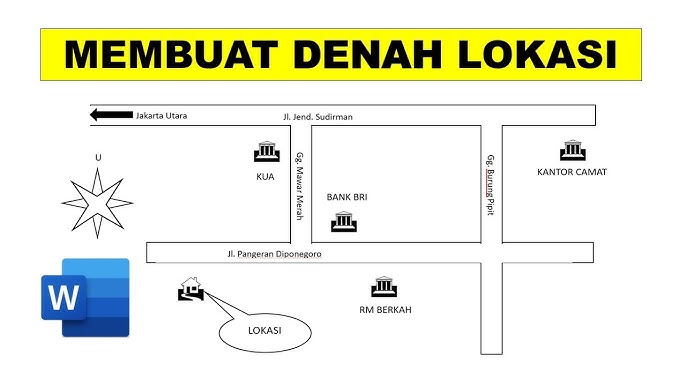 MEMBUAT DENAH LOKASI
Jakarta Utara
Jl. Jend. Sudirman
U
KUA
Gg. Mawar Merah
BANK BRI
Gg. Burung Pipit
KANTOR CAMAT
Jl. Pangeran Diponegoro
W
LOKASI
RM BERKAH